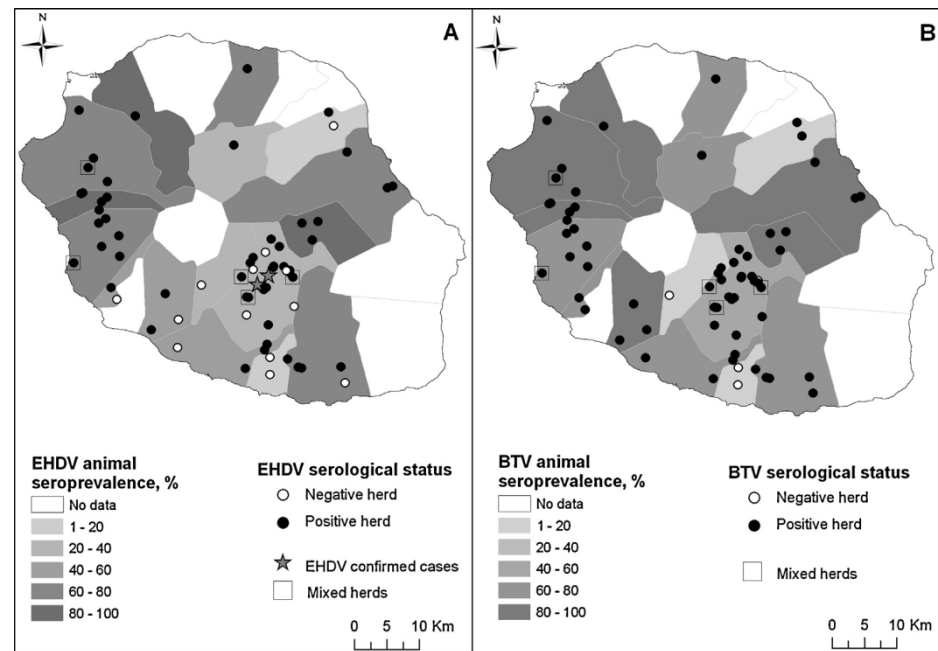 N
A
EHDV animal
seroprevalence, %
No data
1 - 20
20 - 40
40 - 60
60 - 80
80 - 100
EHDV serological status
Negative herd
Positive herd
EHDV confirmed cases
Mixed herds
0 5 10 Km
N
B
BTV animal
seroprevalence, %
No data
1 - 20
20 - 40
40 - 60
60 - 80
80 - 100
BTV serological status
Negative herd
Positive herd
Mixed herds
0 5 10 Km